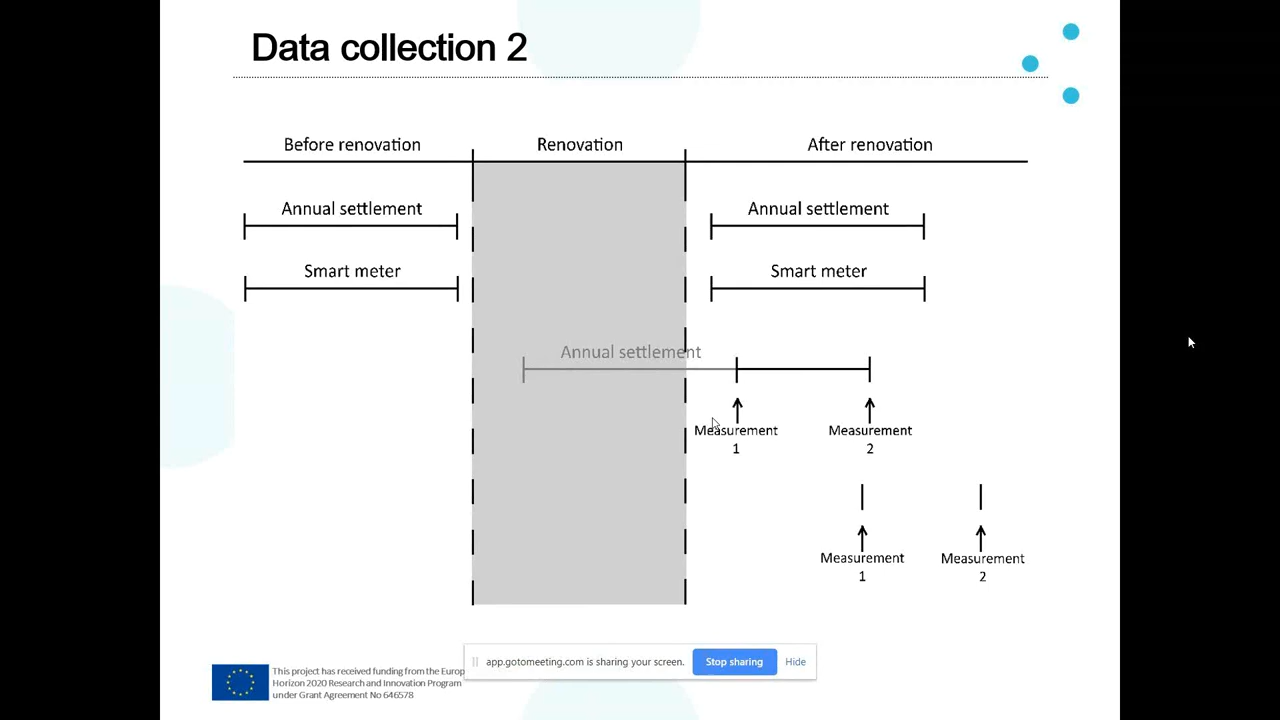 Data collection 2
Before renovation
Renovation
After renovation
Annual settlement
Annual settlement
Smart meter
Smart meter
Annual settlement
Measurement
1
Measurement
2
Measurement
1
Measurement
2
This project has received funding from the Europ
Horizon 2020 Research and Innovation Program
under Grant Agreement No 646578
app.gotomeeting.com is sharing your screen.
Stop sharing
Hide